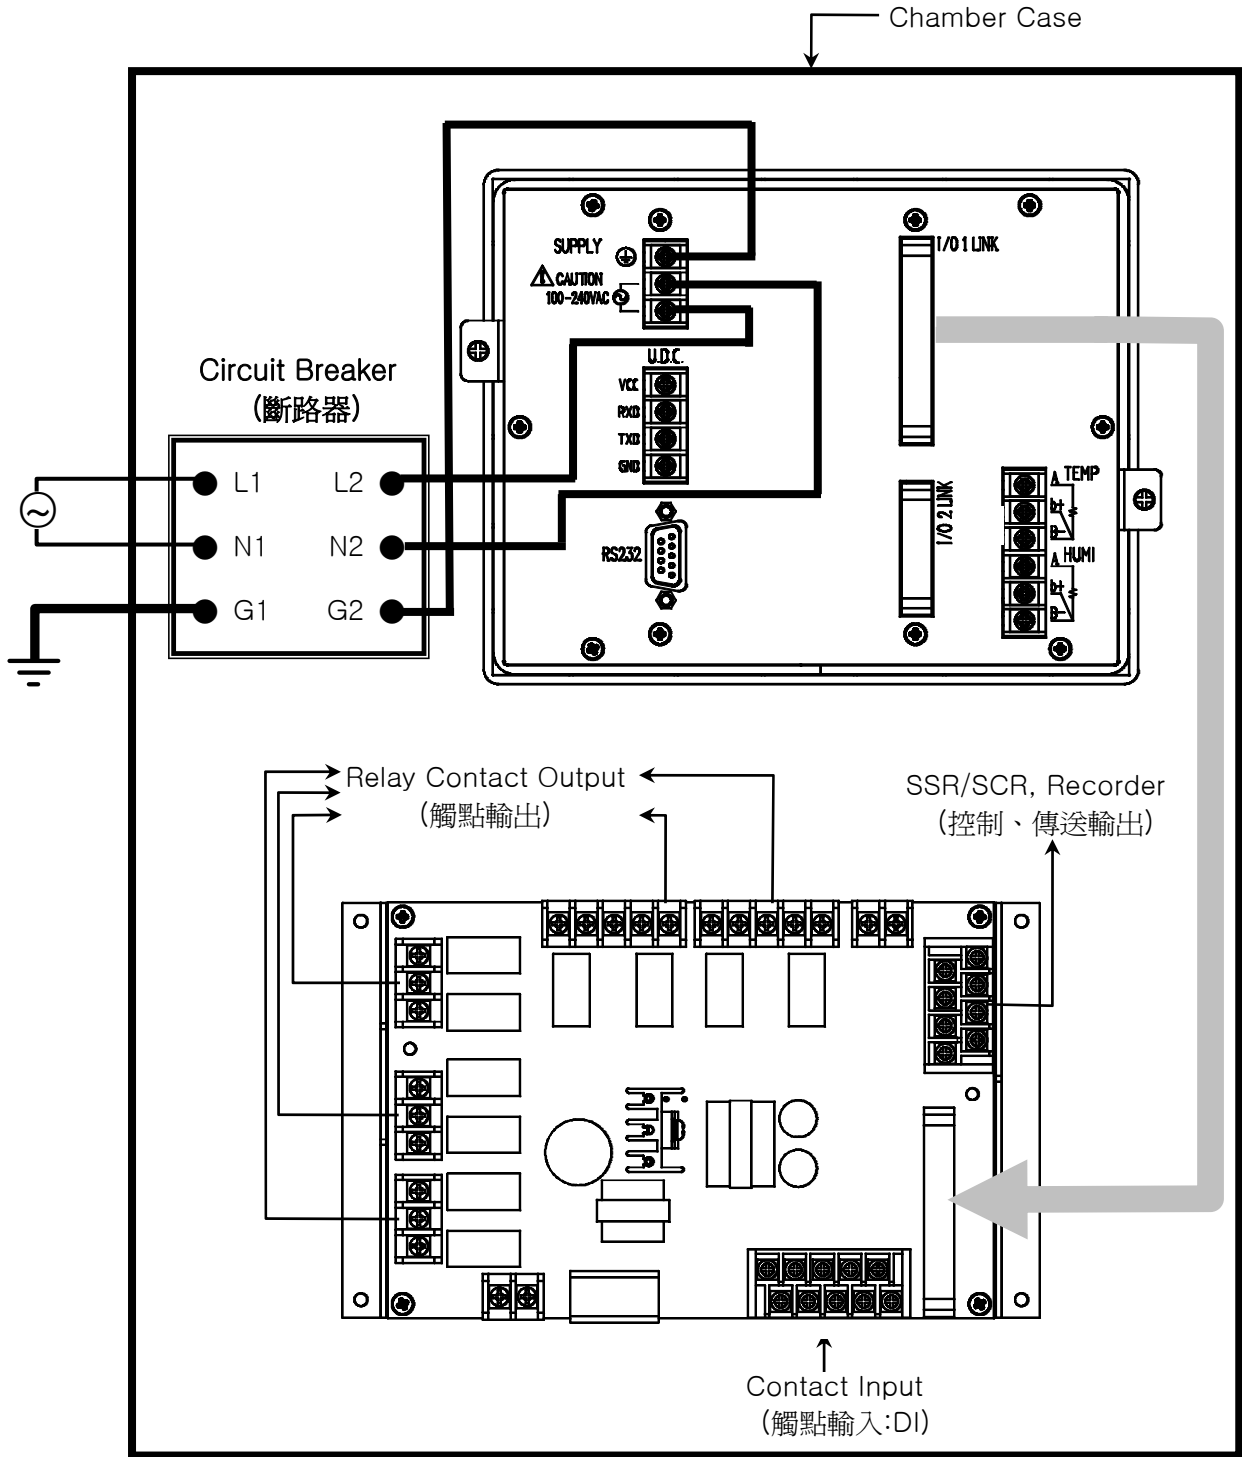 Chamber Case
SUPPLY
CAUTION
100-240VAC
I/O 1 LINK
U.D.C.
VCC
RXD
TXD
GND
Circuit Breaker
(斷路器)
L1 L2
N1 N2
G1 G2
RS232
I/O 2 LINK
A TEMP
b
B
A HUMI
b
B
Relay Contact Output
(觸點輸出)
SSR/SCR, Recorder
(控制、傳送輸出)
Contact Input
(觸點輸入:DI)